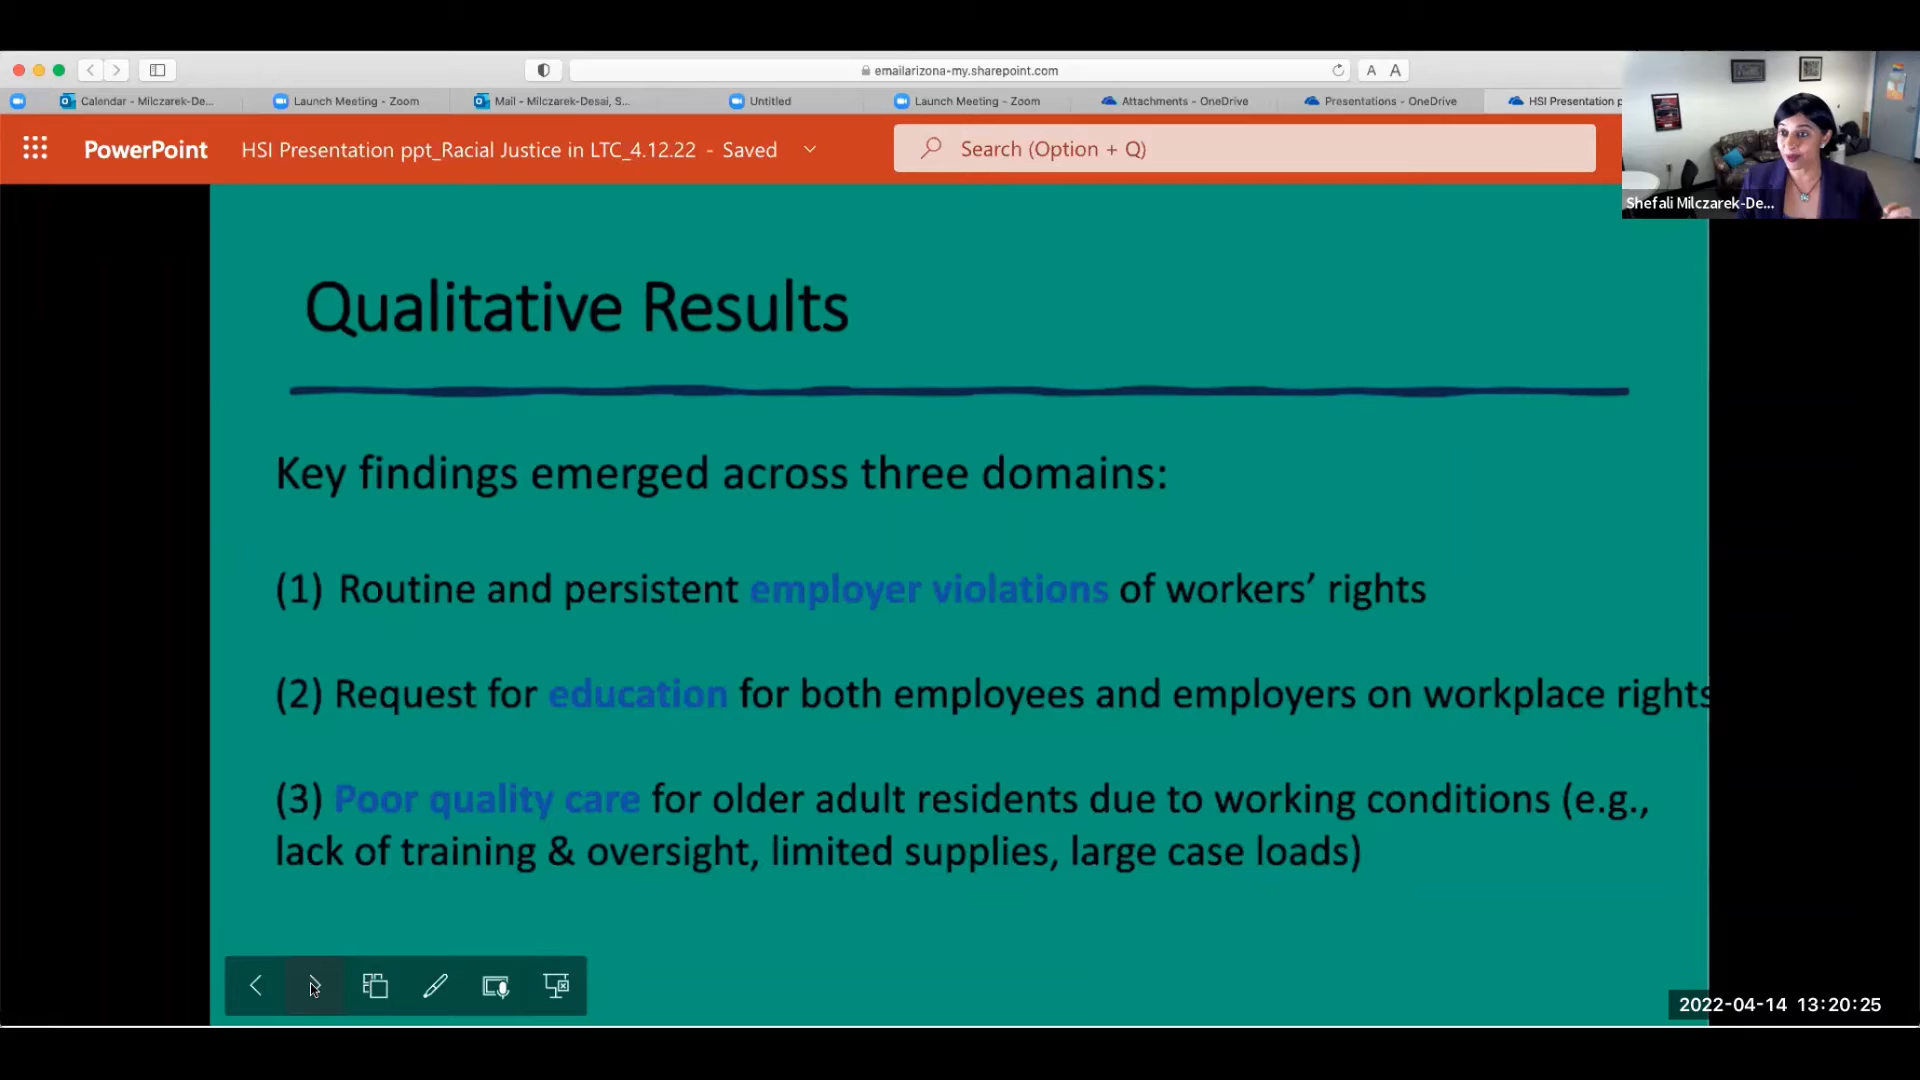 emailarizona-my.sharepoint.com
A A
Calendar - Milczarek-De...
Launch Meeting - Zoom
Mail - Milczarek-Desai, S...
Untitled
Launch Meeting - Zoom
Attachments - OneDrive
Presentations - OneDrive
HSI Presentation p
PowerPoint
HSI Presentation ppt_Racial Justice in LTC_4.12.22 - Saved
Search (Option + Q)
Shefali Milczarek-De...
Qualitative Results
Key findings emerged across three domains:
(1) Routine and persistent employer violations of workers’ rights
(2) Request for education for both employees and employers on workplace rights
(3) Poor quality care for older adult residents due to working conditions (e.g.,
lack of training & oversight, limited supplies, large case loads)
2022-04-14 13:20:25